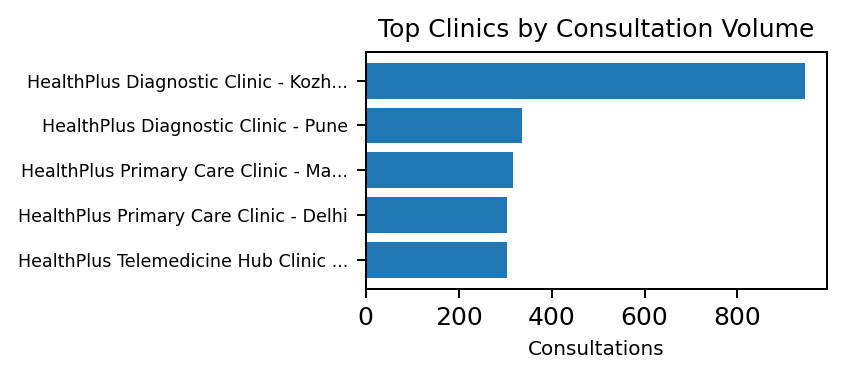 Top Clinics by Consultation Volume
HealthPlus Diagnostic Clinic - Kozh...
HealthPlus Diagnostic Clinic - Pune
HealthPlus Primary Care Clinic - Ma...
HealthPlus Primary Care Clinic - Delhi
HealthPlus Telemedicine Hub Clinic ...
0 200 400 600 800
Consultations